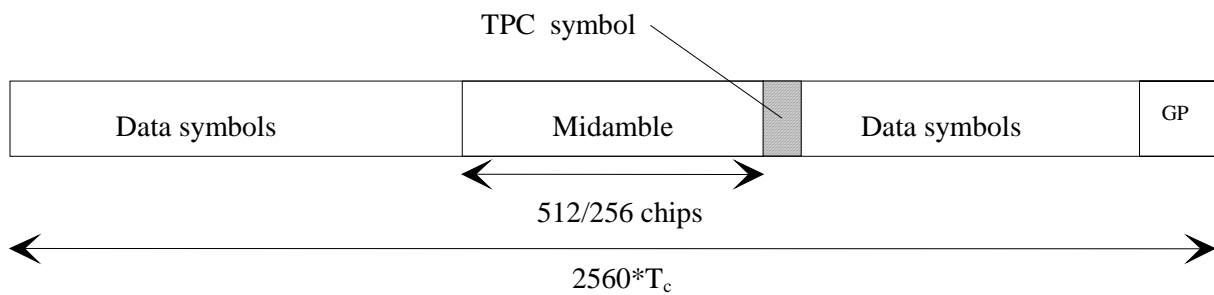 TPC symbol
Data symbols
Midamble
Data symbols
GP
512/256 chips
2560*Tc